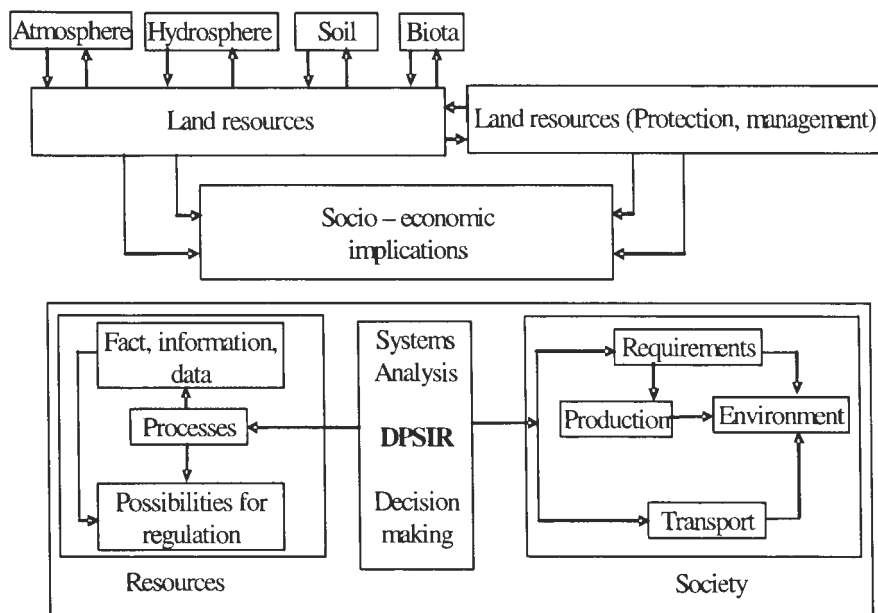 Atmosphere
Hydrosphere
Soil
Biota
Land resources
Land resources (Protection, management)
Socio – economic
implications
Fact, information,
data
Processes
Possibilities for
regulation
Resources
Systems
Analysis
DPSIR
Decision
making
Requirements
Production
Environment
Transport
Society